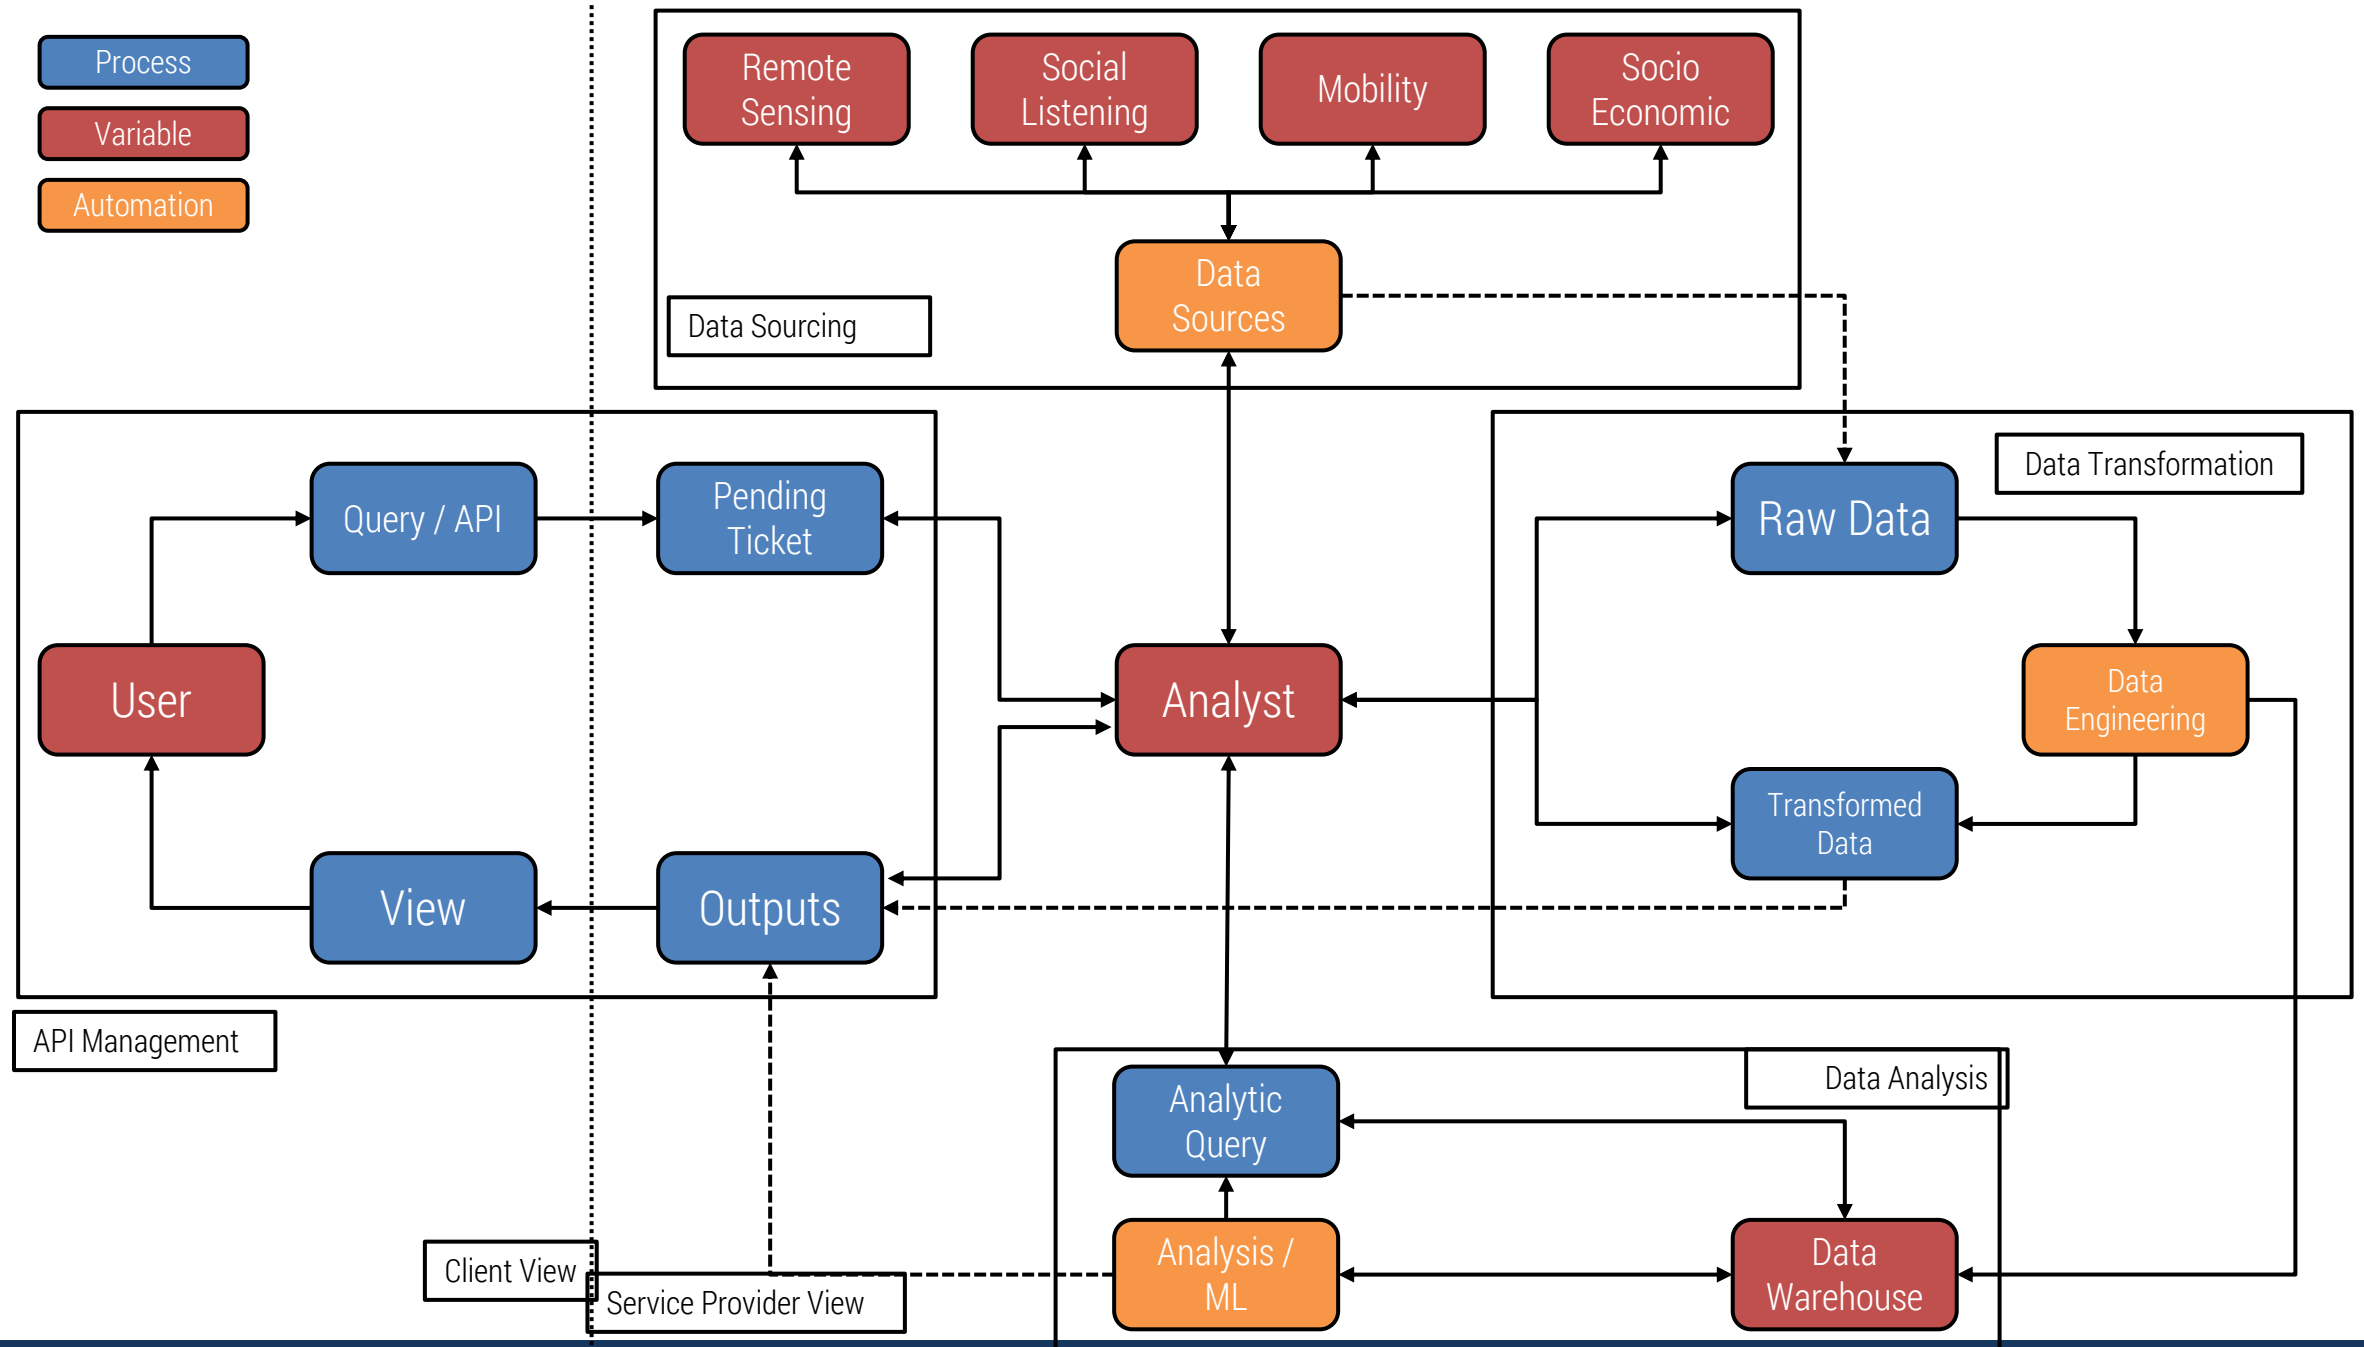 Process
Variable
Automation
Remote
Sensing
Social
Listening
Mobility
Socio
Economic
Data
Sources
Data Sourcing
Query / API
Pending
Ticket
Raw Data
Data Transformation
User
Analyst
Data
Engineering
Transformed
Data
View
Outputs
API Management
Analytic
Query
Data Analysis
Client View
Service Provider View
Analysis /
ML
Data
Warehouse